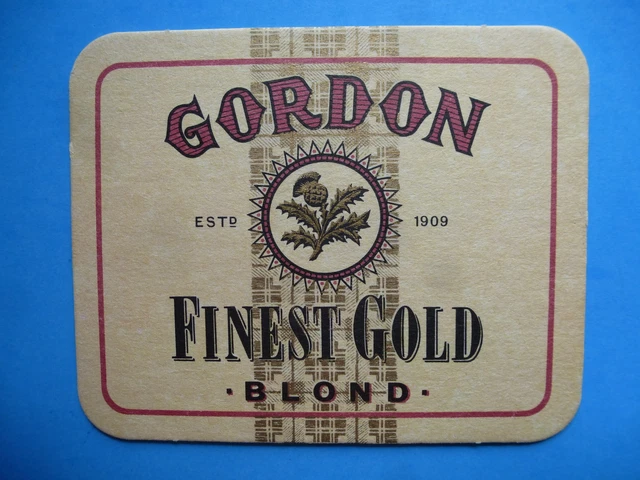 GORDON
ESTD 1909
FINEST GOLD
·BLOND·